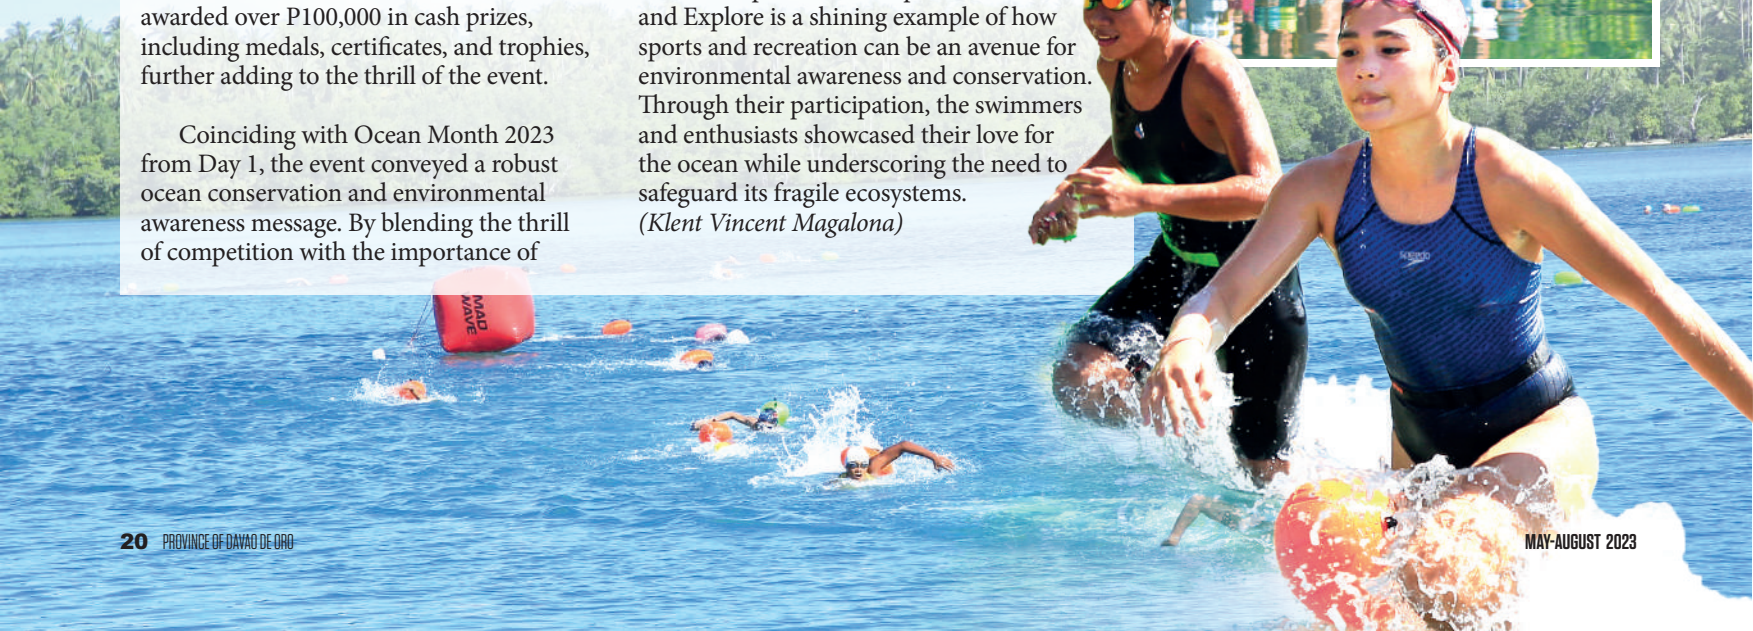 awarded over P100,000 in cash prizes,
including medals, certificates, and trophies,
further adding to the thrill of the event.
Coinciding with Ocean Month 2023
from Day 1, the event conveyed a robust
ocean conservation and environmental
awareness message. By blending the thrill
of competition with the importance of
and Explore is a shining example of how
sports and recreation can be an avenue for
environmental awareness and conservation.
Through their participation, the swimmers
and enthusiasts showcased their love for
the ocean while underscoring the need to
safeguard its fragile ecosystems.
(Klent Vincent Magalona)
MAD
WAVE
speedo
20 PROVINCE OF DAVAO DE ORO
MAY-AUGUST 2023